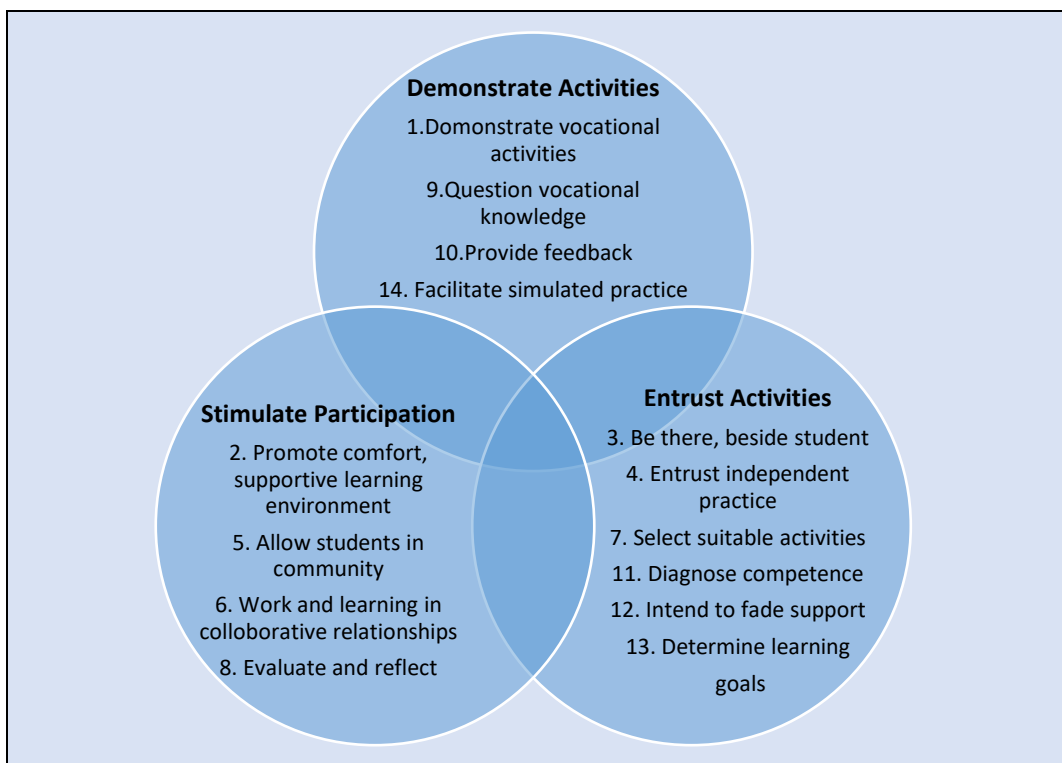 Demonstrate Activities
1.Domonstrate vocational
activities
9.Question vocational
knowledge
10.Provide feedback
14. Facilitate simulated practice
Stimulate Participation
2. Promote comfort,
supportive learning
environment
5. Allow students in
community
6. Work and learning in
colloborative relationships
8. Evaluate and reflect
Entrust Activities
3. Be there, beside student
4. Entrust independent
practice
7. Select suitable activities
11. Diagnose competence
12. Intend to fade support
13. Determine learning
goals